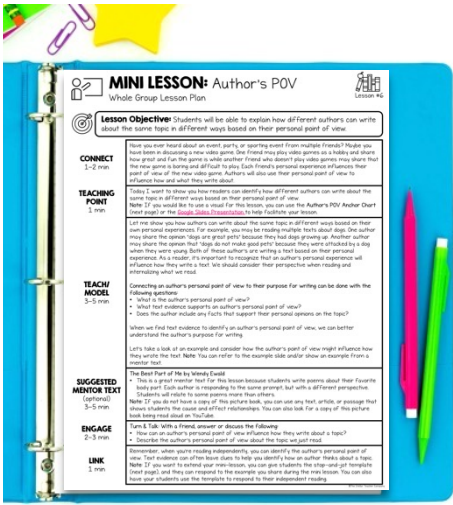 MINI LESSON: Author's POV
Whole Group Lesson Plan
Lesson #6
Lesson Objective: Students will be able to explain how different authors can write
about the same topic in different ways based on their personal point of view.
CONNECT
1-2 min
Have you ever heard about an event, party, or sporting event from multiple friends? Maybe you
have been in discussing a new video game. One friend may play video games as a hobby and share
how great and fun the game is while another friend who doesn't play video games may share that
the new game is boring and difficult to play. Each friend's personal experience influences their
point of view of the new video game. Authors will also use their personal point of view to
influence how and what they write about.
TEACHING
POINT
1 min
Today I want to show you how readers can identify how different authors can write about the
same topic in different ways based on their personal point of view.
Note: If you would like to use a visual for this lesson, you can use the Author's POV Anchor Chart
(next page) or the Google Slides Presentation to help facilitate your lesson.
TEACH/
MODEL
3-5 min
Let me show you how authors can write about the same topic in different ways based on their
own personal experiences. For example, you may be reading multiple texts about dogs. One author
may share the opinion "dogs are great pets" because they had dogs growing up. Another author
may share the opinion that "dogs do not make good pets" because they were attacked by a dog
when they were young. Both of these author's are writing a text based on their personal
experience. As a reader, it's important to recognize that an author's personal experience will
influence how they write a text. We should consider their perspective when reading and
internalizing what we read.
Connecting an author's personal point of view to their purpose for writing can be done with the
following questions:
• What is the author's personal point of view?
• What text evidence supports an author's personal point of view?
• Does the author include any facts that support their personal opinions on the topic?
When we find text evidence to identify an author's personal point of view, we can better
understand the author's purpose for writing.
Let's take a look at an example and consider how the author's point of view might influence how
they wrote the text. Note: You can refer to the example slide and/or show an example from a
mentor text.
SUGGESTED
MENTOR TEXT
(optional)
3-5 min
The Best Part of Me by Wendy Ewald
• This is a great mentor text for this lesson because students write poems about their favorite
body part. Each author is responding to the same prompt, but with a different perspective.
Students will relate to some poems more than others.
Note: If you do not have a copy of this picture book, you can use any text, article, or passage that
shows students the cause and effect relationships. You can also look for a copy of this picture
book being read aloud on YouTube.
ENGAGE
2-3 min
Turn & Talk: With a friend, answer or discuss the following:
• How can an author's personal point of view influence how they write about a topic?
• Describe the author's personal point of view about the topic we just read.
LINK
1 min
Remember, when you're reading independently, you can identify the author's personal point of
view. Text evidence can often leave clues to help you identify how an author thinks about a topic.
Note: If you want to extend your mini-lesson, you can give students the stop-and-jot template
(next page), and they can respond to the example you share during the mini lesson. You can also
have your students use the template to respond to their independent reading.